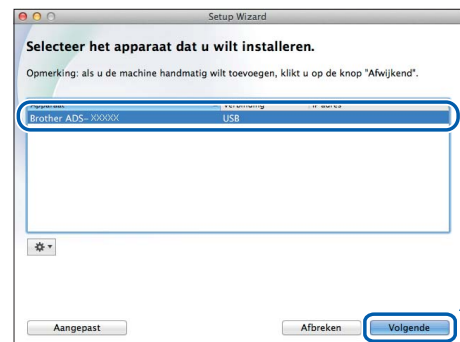 Setup Wizard
Selecteer het apparaat dat u wilt installeren.
Opmerking: als u de machine handmatig wilt toevoegen, klikt u op de knop "Afwijkend".
Apparaat Verbinding IP-adres
Brother ADS- XXXXX USB
Aangepast Afbreken Volgende